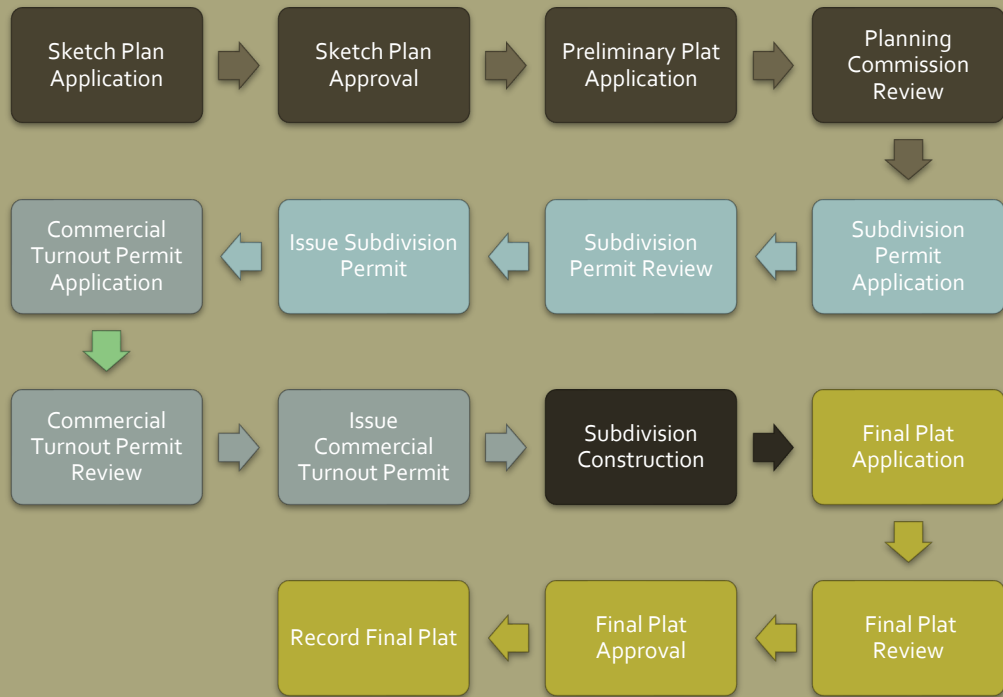 Sketch Plan
Application
Sketch Plan
Approval
Preliminary Plat
Application
Planning
Commission
Review
Subdivision
Permit
Application
Subdivision
Permit Review
Issue Subdivision
Permit
Commercial
Turnout Permit
Application
Commercial
Turnout Permit
Review
Issue
Commercial
Turnout Permit
Subdivision
Construction
Final Plat
Application
Final Plat
Review
Final Plat
Approval
Record Final Plat